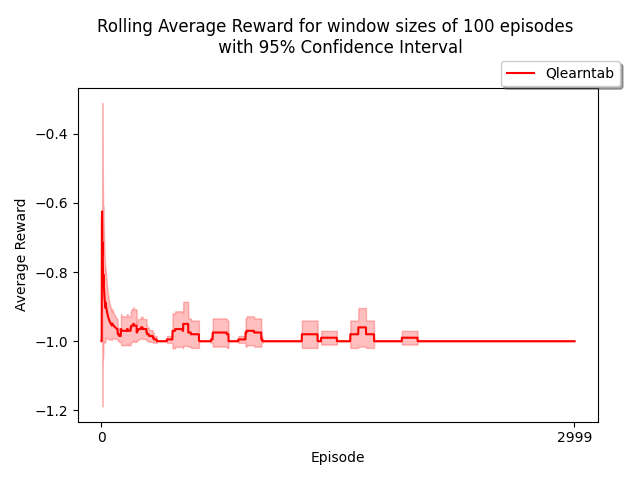 Rolling Average Reward for window sizes of 100 episodes
with 95% Confidence Interval
Qlearntab
Average Reward
−0.4
−0.6
−0.8
−1.0
−1.2
0
2999
Episode